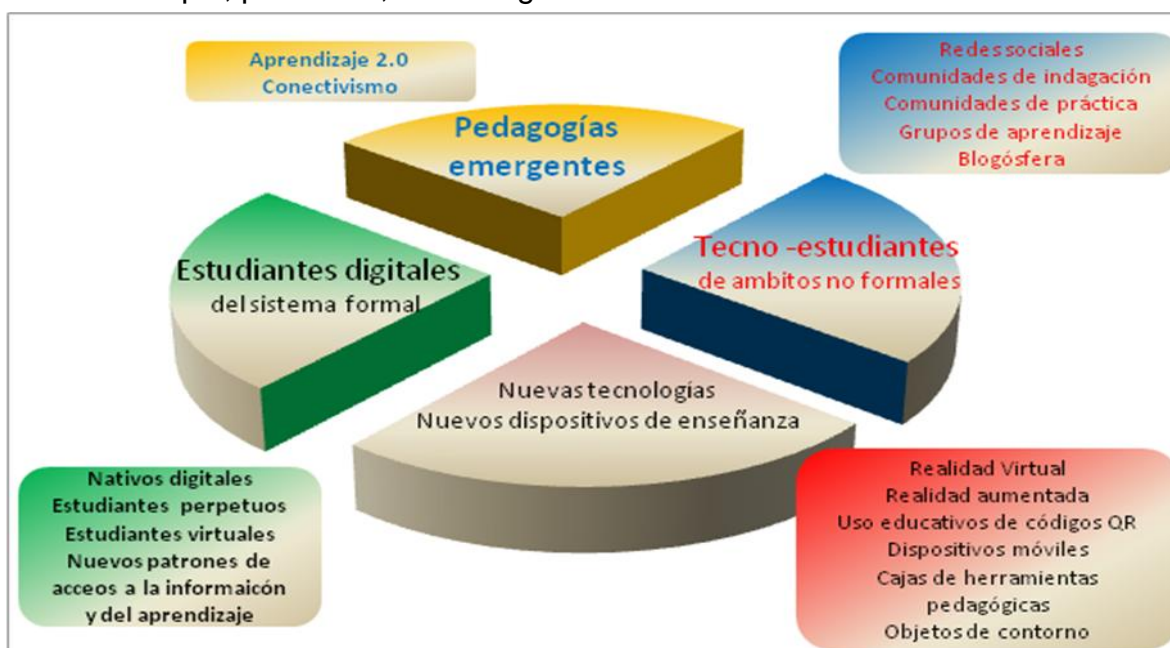 Aprendizaje 2.0
Conectivismo
Pedagogías
emergentes
Redes sociales
Comunidades de indagación
Comunidades de práctica
Grupos de aprendizaje
Blogósfera
Estudiantes digitales
del sistema formal
Tecno -estudiantes
de ambitos no formales
Nuevas tecnologías
Nuevos dispositivos de enseñanza
Nativos digitales
Estudiantes perpetuos
Estudiantes virtuales
Nuevos patrones de
acceos a la informaicón
y del aprendizaje
Realidad Virtual
Realidad aumentada
Uso educativos de códigos QR
Dispositivos móviles
Cajas de herramientas
pedagógicas
Objetos de contorno